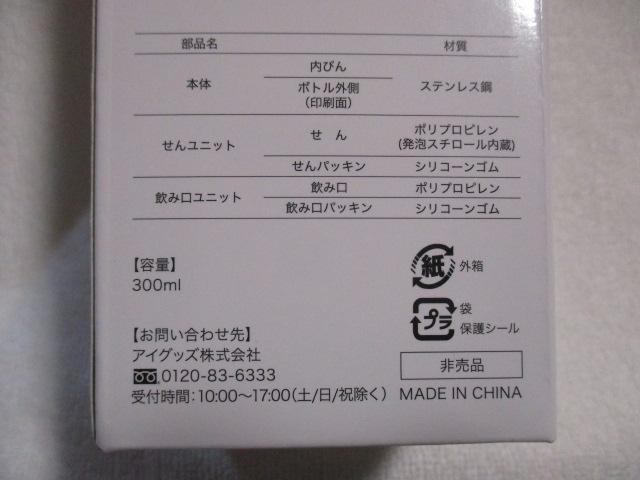 部品名 材質
本体 内びん ステンレス鋼
ボトル外側
(印刷面)
せんユニット せん ポリプロピレン
(発泡スチロール内蔵)
せんパッキン シリコーンゴム
飲み口ユニット 飲み口 ポリプロピレン
飲み口パッキン シリコーンゴム
【容量】
300ml
紙 外箱
プラ 袋
保護シール
【お問い合わせ先】
アイグッズ株式会社
0120-83-6333
受付時間:10:00〜17:00(土/日/祝除く)
非売品
MADE IN CHINA